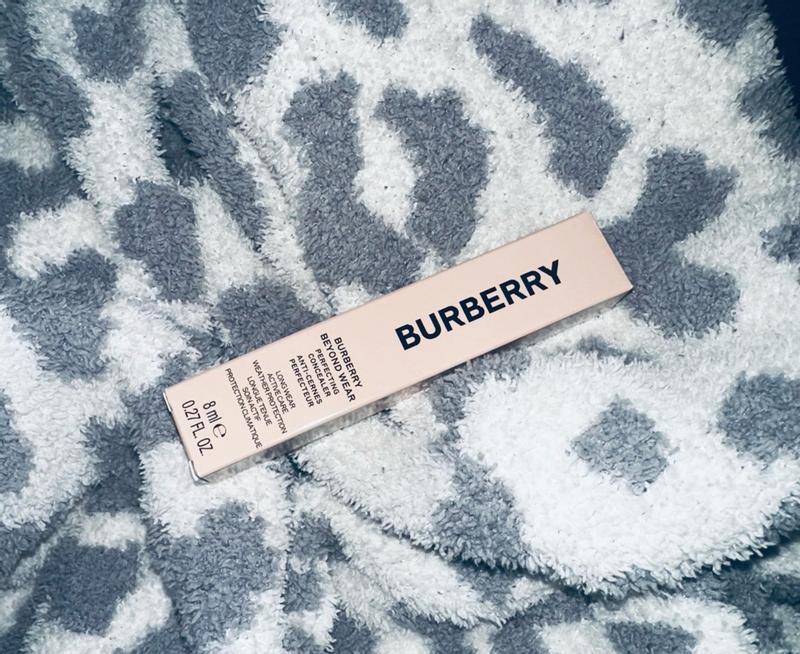 BURBERRY
BURBERRY
BEYOND WEAR
PERFECTING
CONCEALER
ANTI-CERNES
PERFECTEUR
LONG WEAR
ACTIVE CARE
WEATHER PROTECTION
LONGUE TENUE
SOIN ACTIF
PROTECTION CLIMATIQUE
8 ml ℮
0.27 FL. OZ.